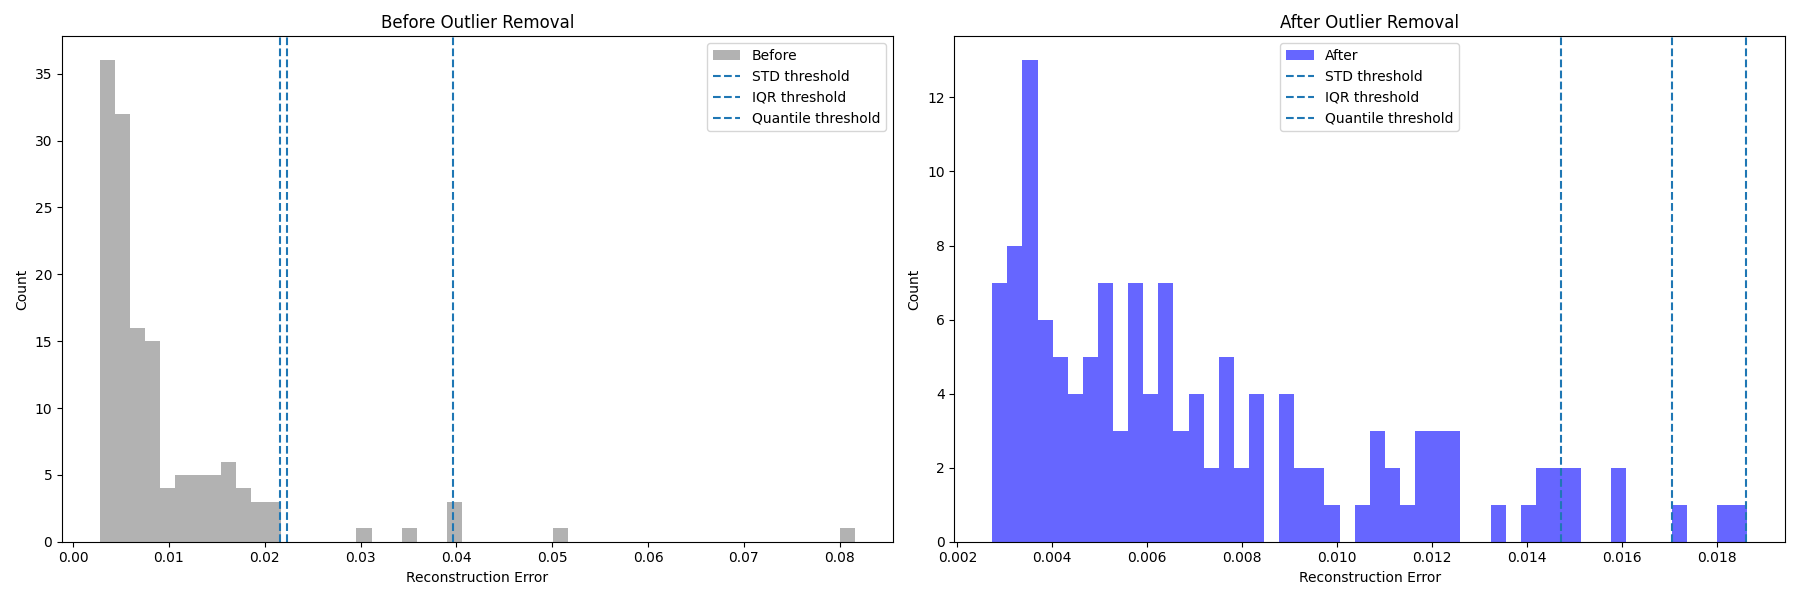 Before Outlier Removal
Before
STD threshold
IQR threshold
Quantile threshold
Count
35
30
25
20
15
10
5
0
0.00 0.01 0.02 0.03 0.04 0.05 0.06 0.07 0.08
Reconstruction Error
After Outlier Removal
After
STD threshold
IQR threshold
Quantile threshold
Count
12
10
8
6
4
2
0
0.002 0.004 0.006 0.008 0.010 0.012 0.014 0.016 0.018
Reconstruction Error